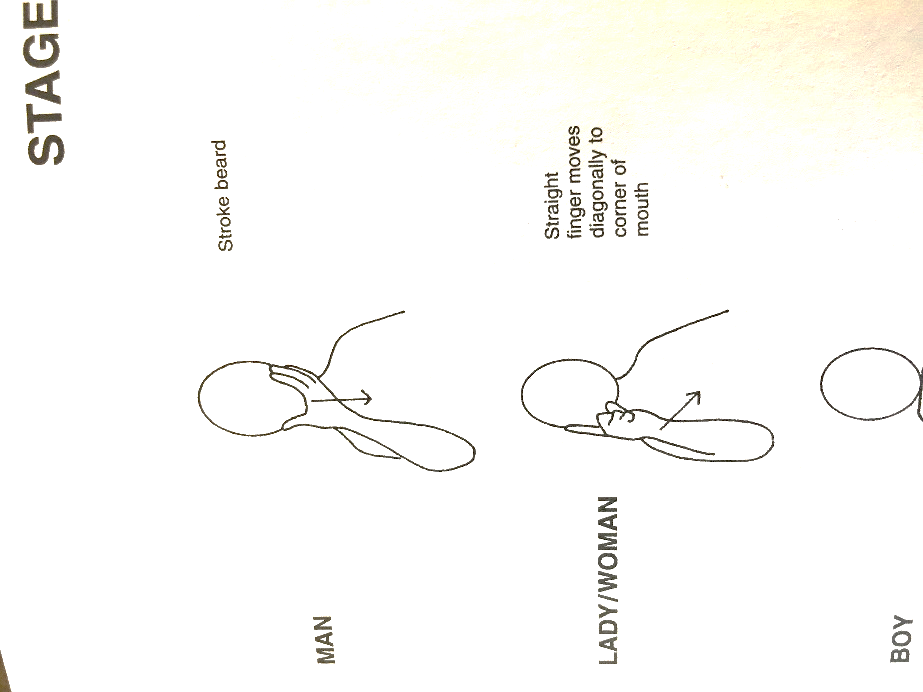 STAGE
MAN
Stroke beard
LADY/WOMAN
Straight
finger moves
diagonally to
corner of
mouth
BOY